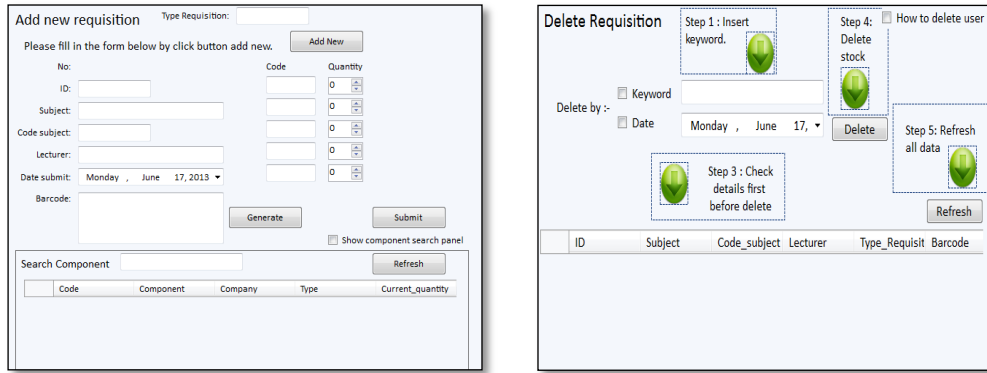 Add new requisition
Type Requisition:
Please fill in the form below by click button add new.
Add New
No:
Code
Quantity
ID:
0
Subject:
0
Code subject:
0
Lecturer:
0
Date submit:
Monday , June 17, 2013
0
Barcode:
Generate
Submit
Show component search panel
Search Component
Refresh
Code Component Company Type Current_quantity
Delete Requisition
Step 1 : Insert
keyword.
Step 4:
Delete
stock
How to delete user
Delete by :-
Keyword
Date
Monday , June 17,
Delete
Step 5: Refresh
all data
Step 3 : Check
details first
before delete
Refresh
ID Subject Code_subject Lecturer Type_Requisit Barcode